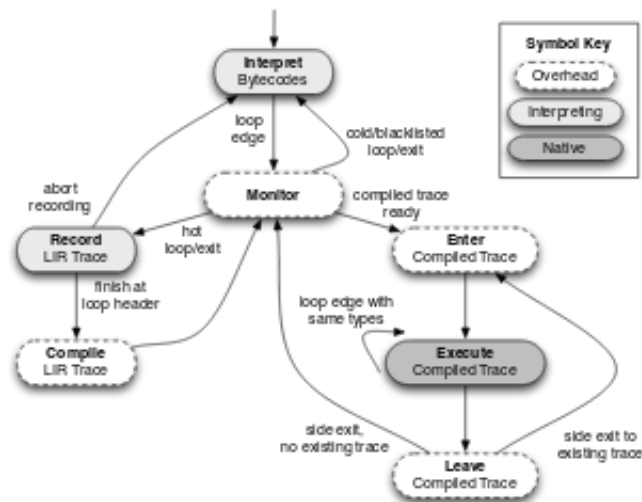 Interpret
Bytecodes
Symbol Key
Overhead
Interpreting
Native
loop
edge
cold/blacklisted
loop/exit
abort
recording
Monitor
compiled trace
ready
Record
LIR Trace
hot
loop/exit
Enter
Compiled Trace
finish at
loop header
loop edge with
same types
Compile
LIR Trace
Execute
Compiled Trace
side exit,
no existing trace
side exit to
existing trace
Leave
Compiled Trace